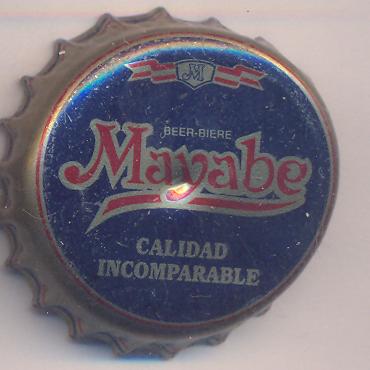 M
BEER-BIERE
Mayabe
CALIDAD
INCOMPARABLE